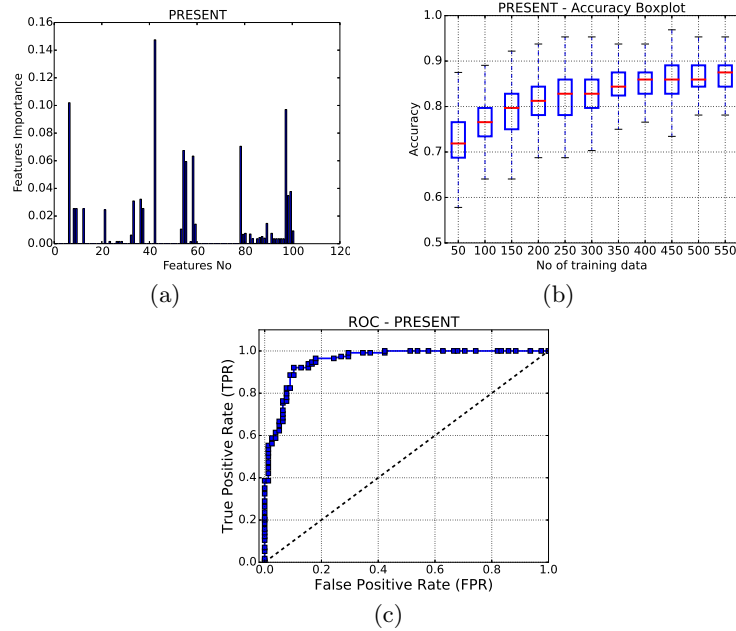 PRESENT
Features Importance
0.16
0.14
0.12
0.10
0.08
0.06
0.04
0.02
0.00
0 20 40 60 80 100 120
Features No
(a)
PRESENT - Accuracy Boxplot
Accuracy
1.0
0.9
0.8
0.7
0.6
0.5
50 100 150 200 250 300 350 400 450 500 550
No of training data
(b)
ROC - PRESENT
True Positive Rate (TPR)
1.0
0.8
0.6
0.4
0.2
0.0
0.0 0.2 0.4 0.6 0.8 1.0
False Positive Rate (FPR)
(c)